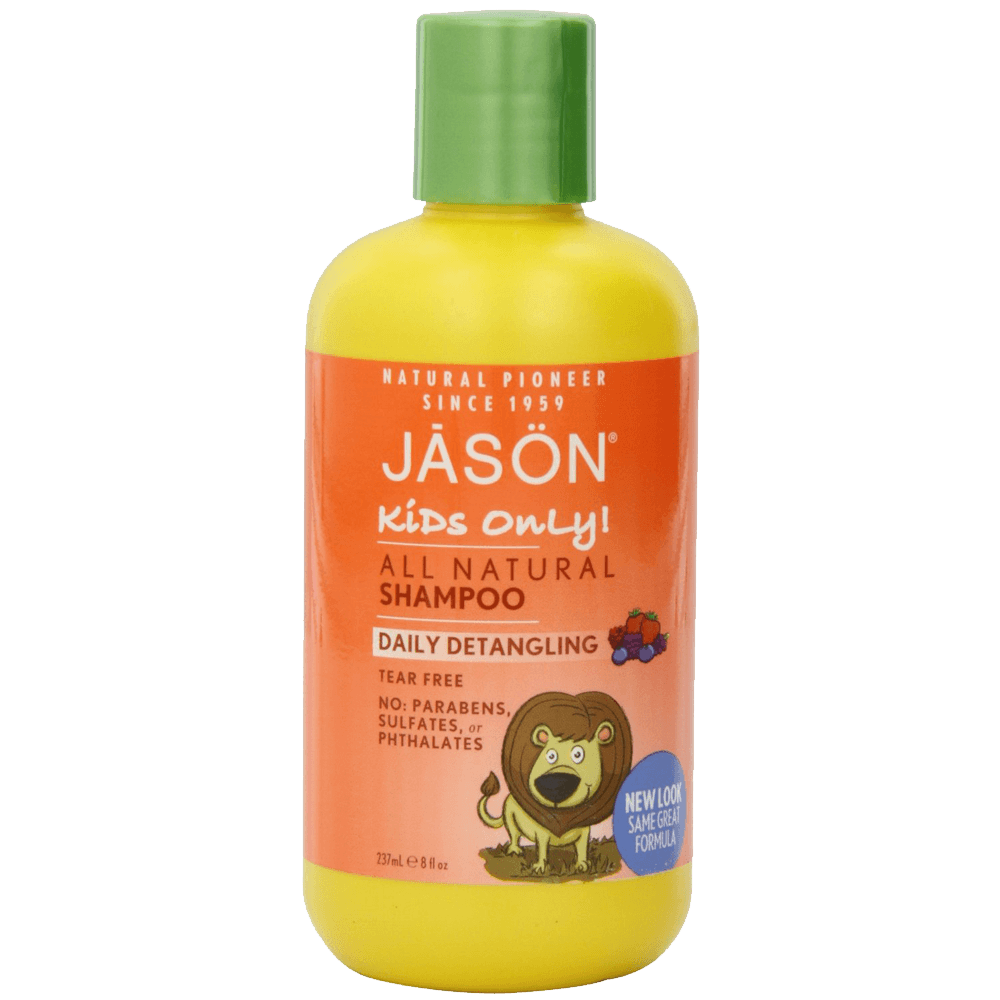 NATURAL PIONEER
SINCE 1959
JĀSÖN®
KiDs OnLy!
ALL NATURAL
SHAMPOO
DAILY DETANGLING
TEAR FREE
NO: PARABENS,
SULFATES, or
PHTHALATES
NEW LOOK
SAME GREAT
FORMULA
237mL ℮ 8 fl oz